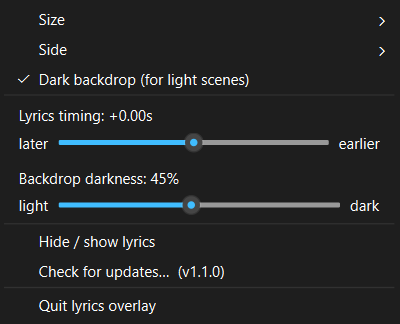 Size
Side
Dark backdrop (for light scenes)
Lyrics timing: +0.00s
later earlier
Backdrop darkness: 45%
light dark
Hide / show lyrics
Check for updates... (v1.1.0)
Quit lyrics overlay